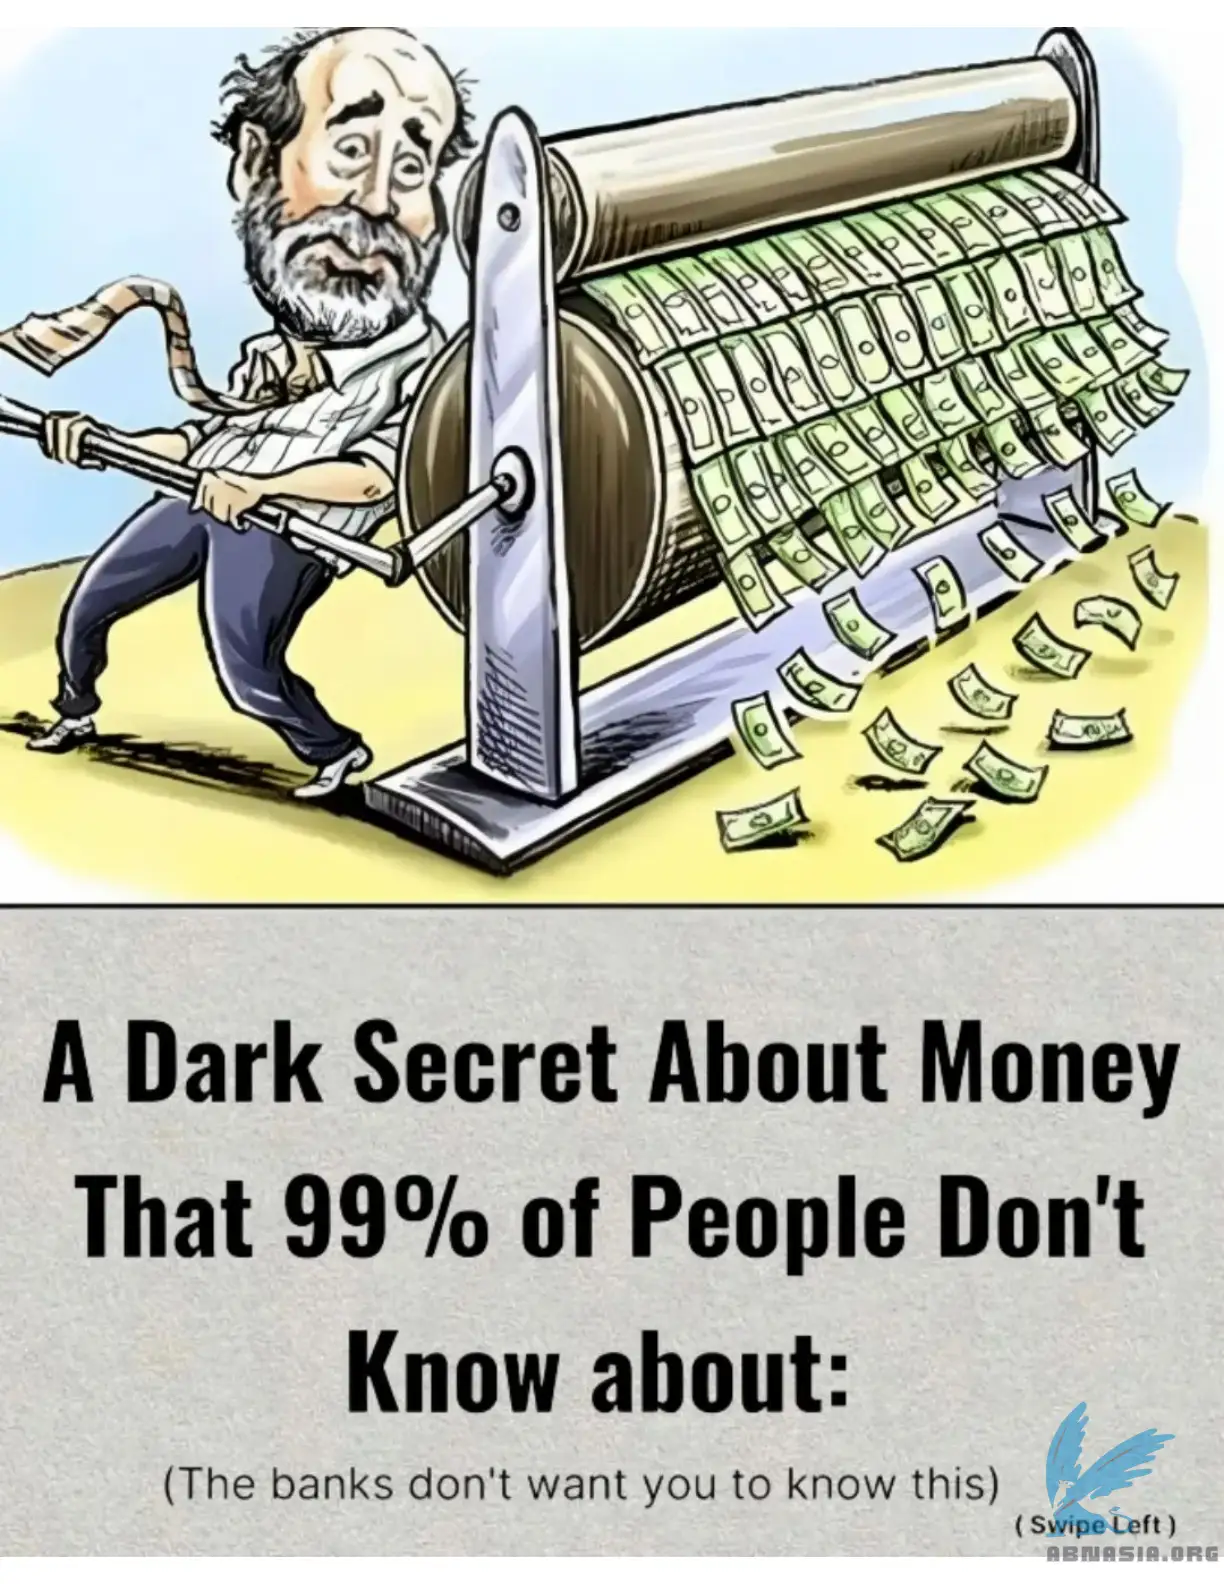 A Dark Secret About Money
That 99% of People Don't
Know about:
(The banks don't want you to know this)
( Swipe Left )
ABNASIA.ORG